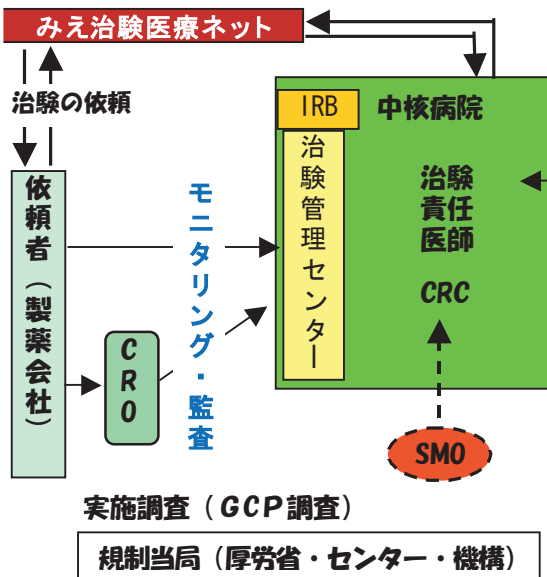 みえ治験医療ネット
治験の依頼
依頼者（製薬会社）
CRO
モニタリング・監査
IRB
治験管理センター
中核病院
治験
責任
医師
CRC
SMO
実施調査（GCP調査）
規制当局（厚労省・センター・機構）